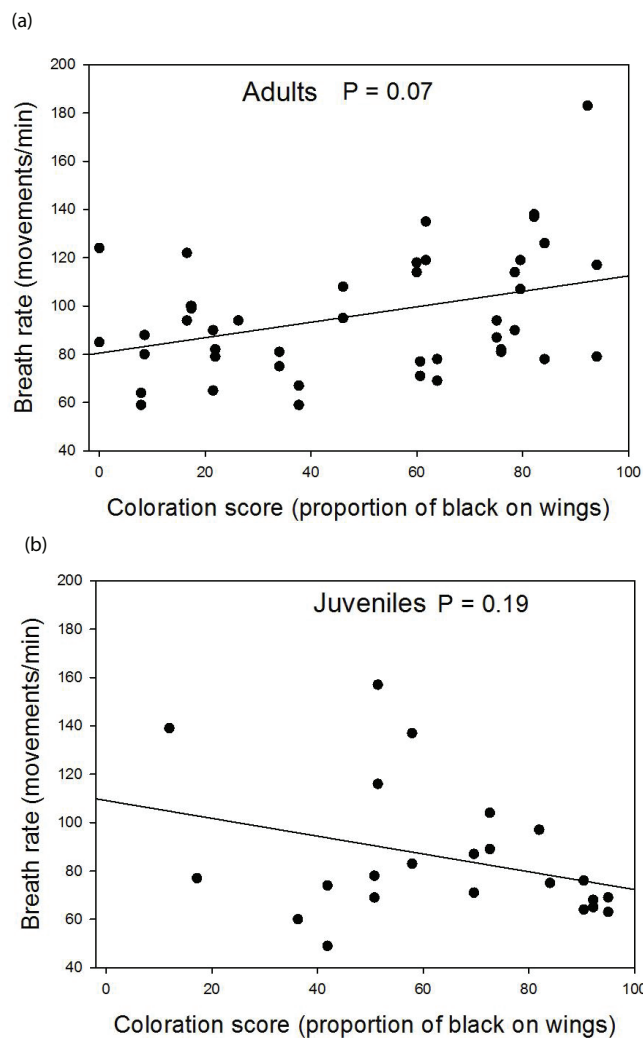 (a)
200
Adults P = 0.07
180
160
140
120
100
80
60
40
Breath rate (movements/min)
0 20 40 60 80 100
Coloration score (proportion of black on wings)
(b)
200
Juveniles P = 0.19
180
160
140
120
100
80
60
40
Breath rate (movements/min)
0 20 40 60 80 100
Coloration score (proportion of black on wings)